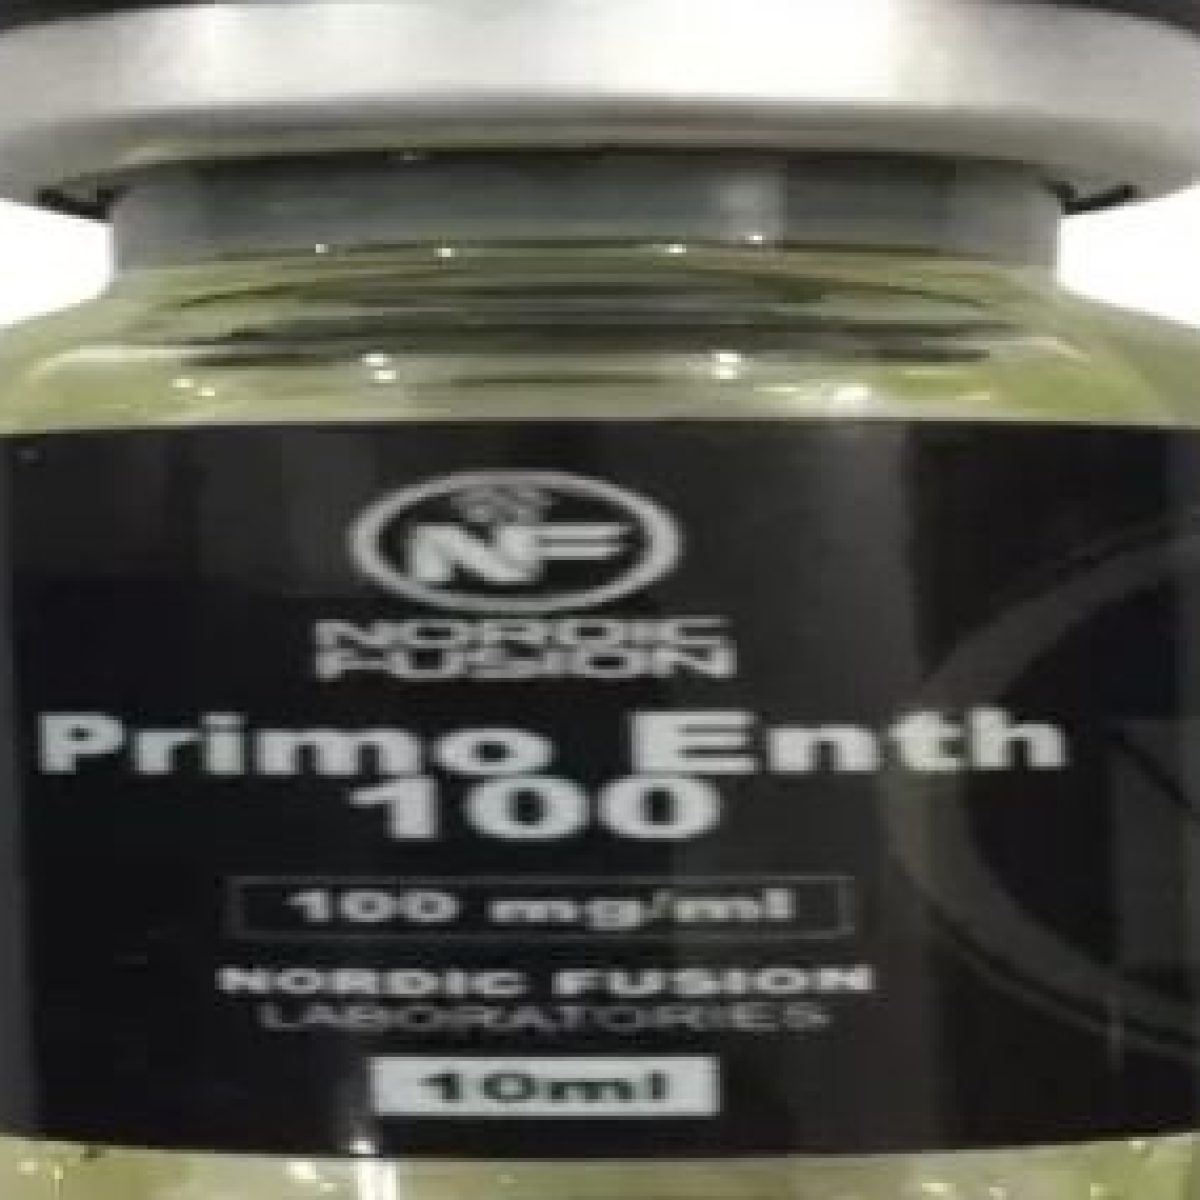 NF
NORDIC
FUSION
Primo Enth
100
100 mg/ml
NORDIC FUSION
LABORATORIES
10ml